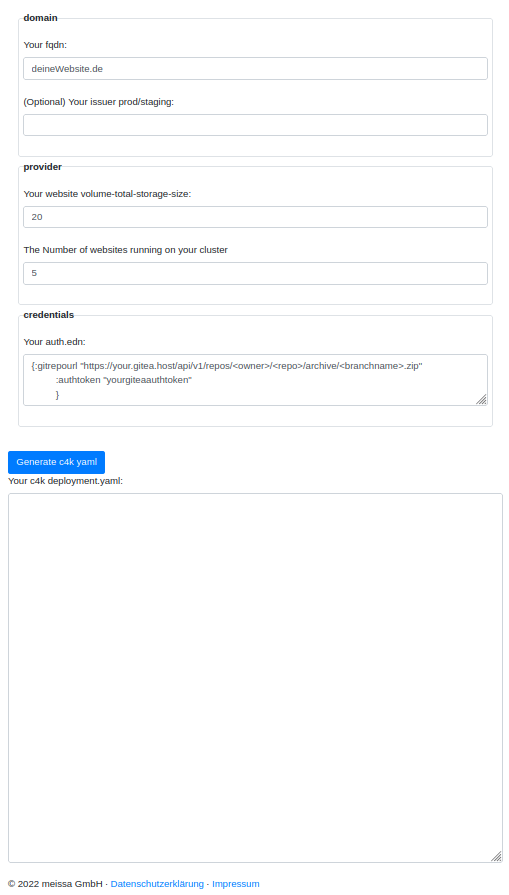 domain
Your fqdn:
deineWebsite.de
(Optional) Your issuer prod/staging:
provider
Your website volume-total-storage-size:
20
The Number of websites running on your cluster
5
credentials
Your auth.edn:
{:gitrepourl "https://your.gitea.host/api/v1/repos/<owner>/<repo>/archive/<branchname>.zip"
:authtoken "yourgiteaauthtoken"
}
Generate c4k yaml
Your c4k deployment.yaml:
© 2022 meissa GmbH · Datenschutzerklärung · Impressum